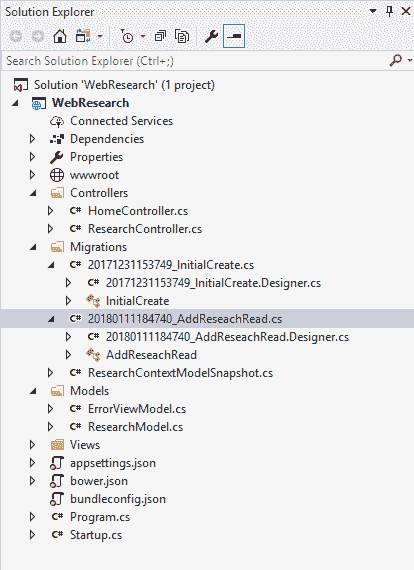 Solution Explorer
Search Solution Explorer (Ctrl+;)
Solution 'WebResearch' (1 project)
WebResearch
Connected Services
Dependencies
Properties
wwwroot
Controllers
C# HomeController.cs
C# ResearchController.cs
Migrations
C# 20171231153749_InitialCreate.cs
C# 20171231153749_InitialCreate.Designer.cs
InitialCreate
C# 20180111184740_AddReseachRead.cs
C# 20180111184740_AddReseachRead.Designer.cs
AddReseachRead
C# ResearchContextModelSnapshot.cs
Models
C# ErrorViewModel.cs
C# ResearchModel.cs
Views
appsettings.json
bower.json
bundleconfig.json
C# Program.cs
C# Startup.cs